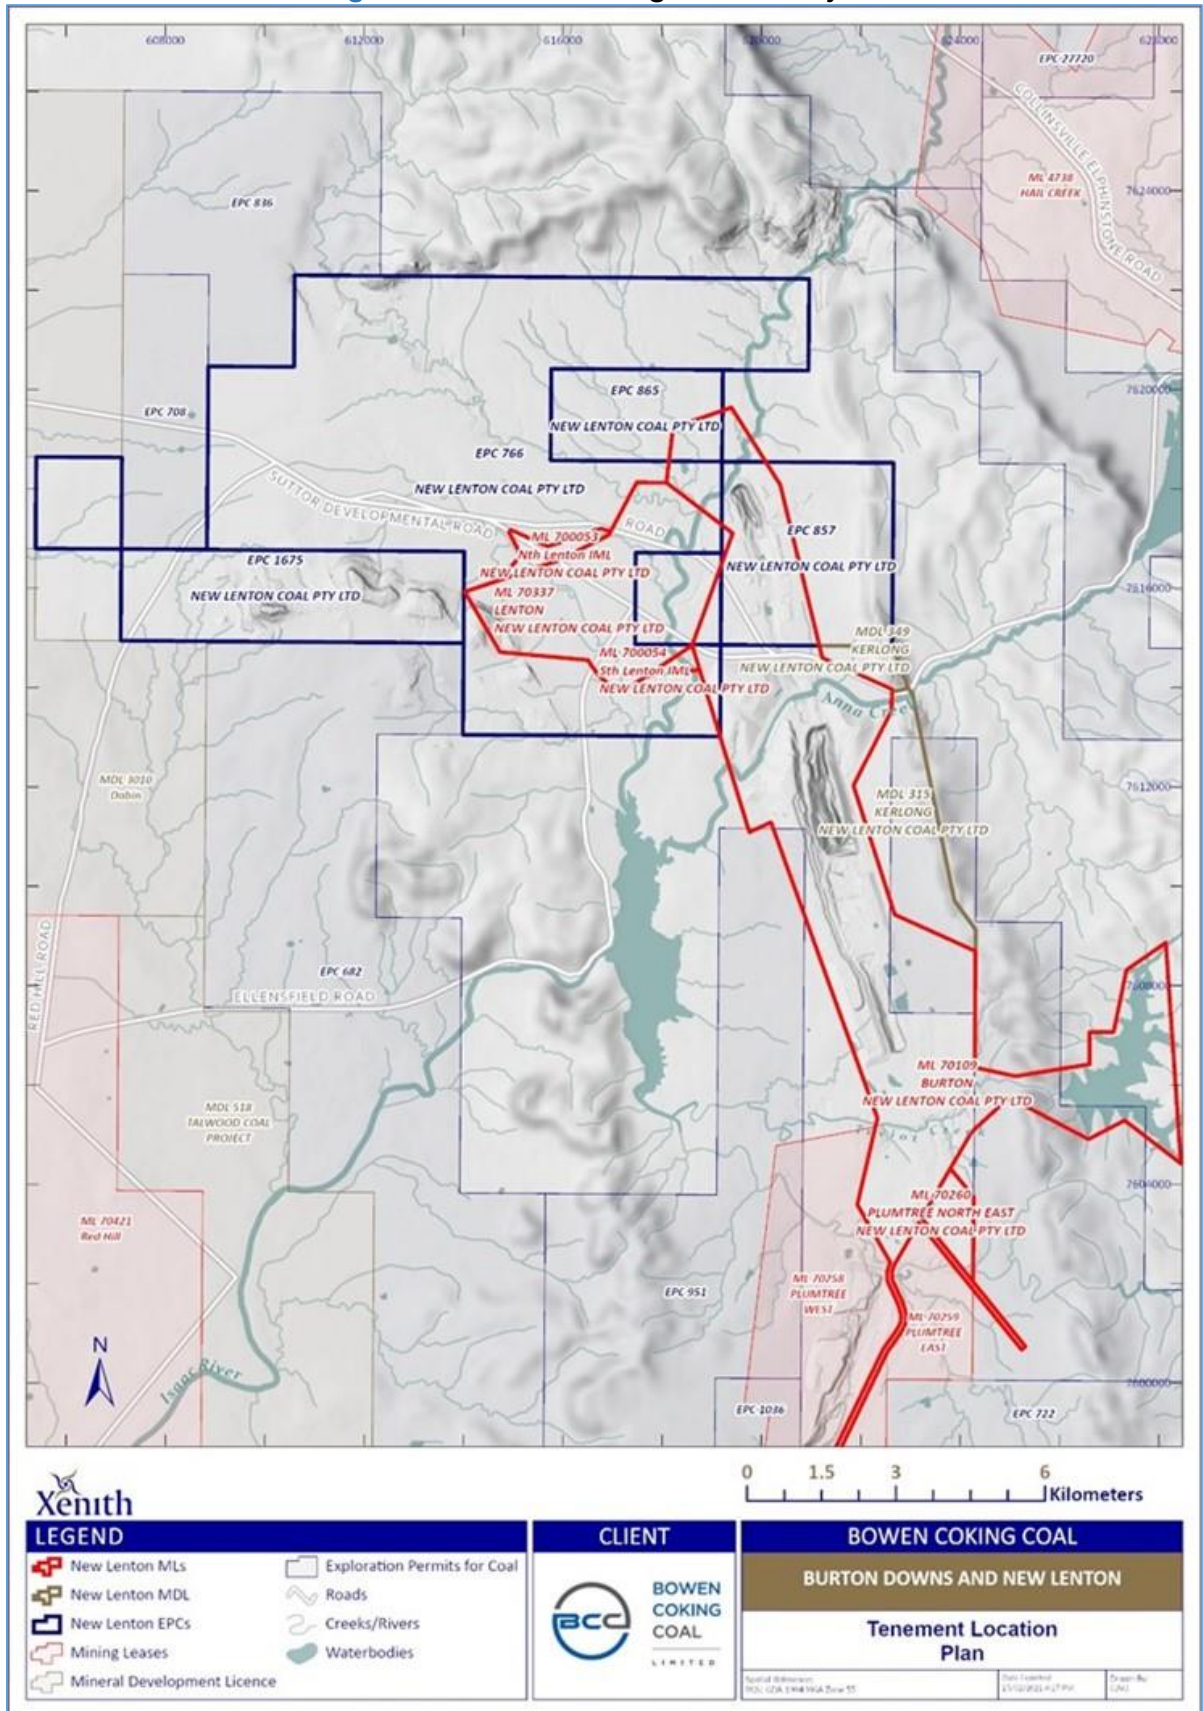 608000
612000
616000
624000
628000
EPC 27720
COLLINSVILLE ELPHINSTONE ROAD
ML 4738
HAIL CREEK
7624000
EPC 836
7620000
EPC 865
NEW LENTON COAL PTY LTD
EPC 708
EPC 766
NEW LENTON COAL PTY LTD
SUTTOR DEVELOPMENTAL ROAD
ROAD
EPC 857
NEW LENTON COAL PTY LTD
ML 700053
Nth Lenton IML
NEW LENTON COAL PTY LTD
EPC 1675
NEW LENTON COAL PTY LTD
7616000
ML 70337
LENTON
NEW LENTON COAL PTY LTD
ML 700054
Sth Lenton IML
NEW LENTON COAL PTY LTD
MDL 349
KERLONG
NEW LENTON COAL PTY LTD
Anna Cree
MDL 3010
Dabin
7612000
MDL 315
KERLONG
NEW LENTON COAL PTY LTD
RED HILL ROAD
EPC 682
ELLENSFIELD ROAD
7608000
ML 70109
BURTON
NEW LENTON COAL PTY LTD
MDL 518
TALWOOD COAL
PROJECT
7604000
ML 70260
PLUMTREE NORTH EAST
NEW LENTON COAL PTY LTD
ML 70421
Red Hill
ML 70258
PLUMTREE
WEST
EPC 951
ML 70259
PLUMTREE
EAST
N
Isaac River
7600000
EPC 1036
EPC 722
Xenith
0 1.5 3 6
Kilometers
LEGEND
New Lenton MLs
New Lenton MDL
New Lenton EPCs
Mining Leases
Mineral Development Licence
Exploration Permits for Coal
Roads
Creeks/Rivers
Waterbodies
CLIENT
BCC
BOWEN
COKING
COAL
LIMITED
BOWEN COKING COAL
BURTON DOWNS AND NEW LENTON
Tenement Location
Plan